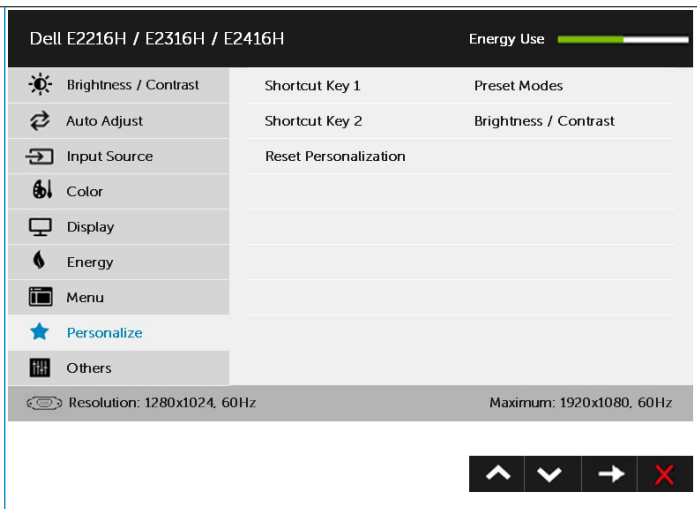 Dell E2216H / E2316H / E2416H Energy Use
Brightness / Contrast Shortcut Key 1 Preset Modes
Auto Adjust Shortcut Key 2 Brightness / Contrast
Input Source Reset Personalization
Color
Display
Energy
Menu
Personalize
Others
Resolution: 1280x1024, 60Hz Maximum: 1920x1080, 60Hz